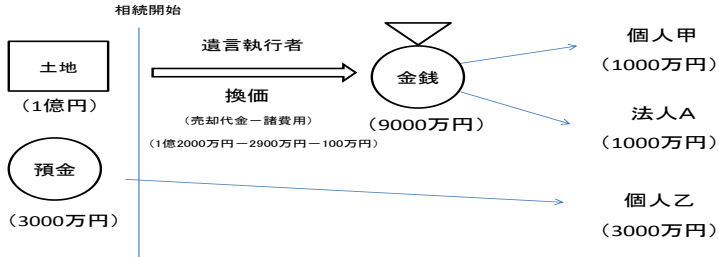 相続開始
土地
（1億円）
預金
（3000万円）
遺言執行者
換価
（売却代金－諸費用）
（1億2000万円－2900万円－100万円）
金銭
（9000万円）
個人甲
（1000万円）
法人A
（1000万円）
個人乙
（3000万円）